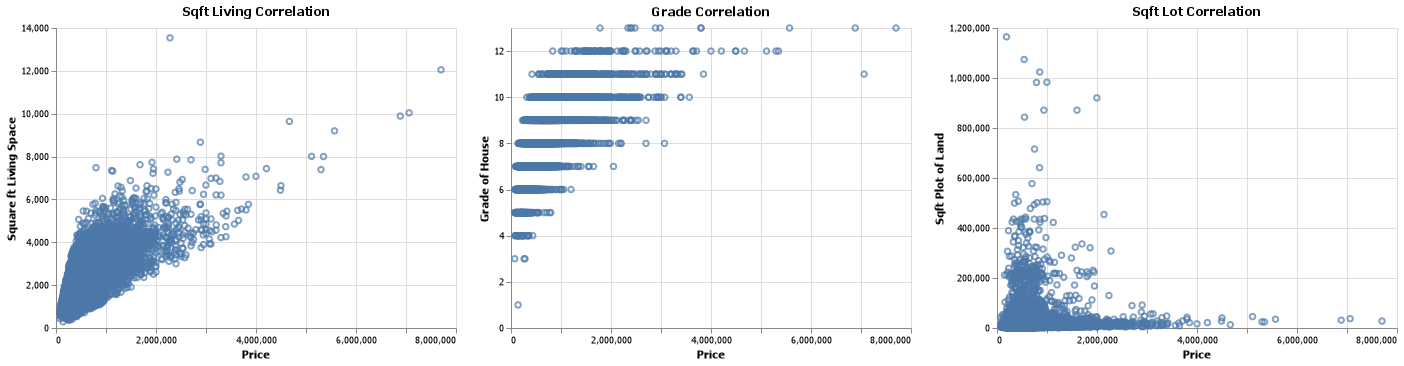 Sqft Living Correlation
Square ft Living Space
14,000
12,000
10,000
8,000
6,000
4,000
2,000
0
0 2,000,000 4,000,000 6,000,000 8,000,000
Price
Grade Correlation
Grade of House
12
10
8
6
4
2
0
0 2,000,000 4,000,000 6,000,000 8,000,000
Price
Sqft Lot Correlation
Sqft Plot of Land
1,200,000
1,000,000
800,000
600,000
400,000
200,000
0
0 2,000,000 4,000,000 6,000,000 8,000,000
Price